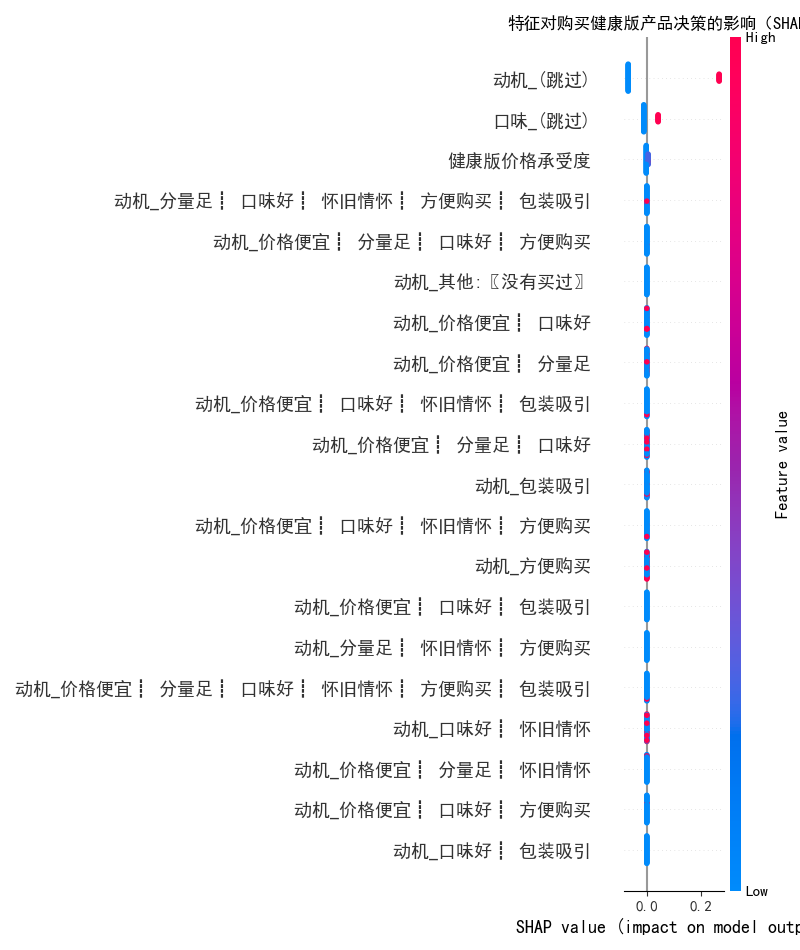 特征对购买健康版产品决策的影响（SHA
High
动机_(跳过)
口味_(跳过)
健康版价格承受度
动机_分量足┋ 口味好┋ 怀旧情怀┋ 方便购买┋ 包装吸引
动机_价格便宜┋ 分量足┋ 口味好┋ 方便购买
动机_其他:〖没有买过〗
动机_价格便宜┋ 口味好
动机_价格便宜┋ 分量足
动机_价格便宜┋ 口味好┋ 怀旧情怀┋ 包装吸引
动机_价格便宜┋ 分量足┋ 口味好
动机_包装吸引
动机_价格便宜┋ 口味好┋ 怀旧情怀┋ 方便购买
动机_方便购买
动机_价格便宜┋ 口味好┋ 包装吸引
动机_分量足┋ 怀旧情怀┋ 方便购买
动机_价格便宜┋ 分量足┋ 口味好┋ 怀旧情怀┋ 方便购买┋ 包装吸引
动机_口味好┋ 怀旧情怀
动机_价格便宜┋ 分量足┋ 怀旧情怀
动机_价格便宜┋ 口味好┋ 方便购买
动机_口味好┋ 包装吸引
Feature value
Low
0.0 0.2
SHAP value (impact on model outp